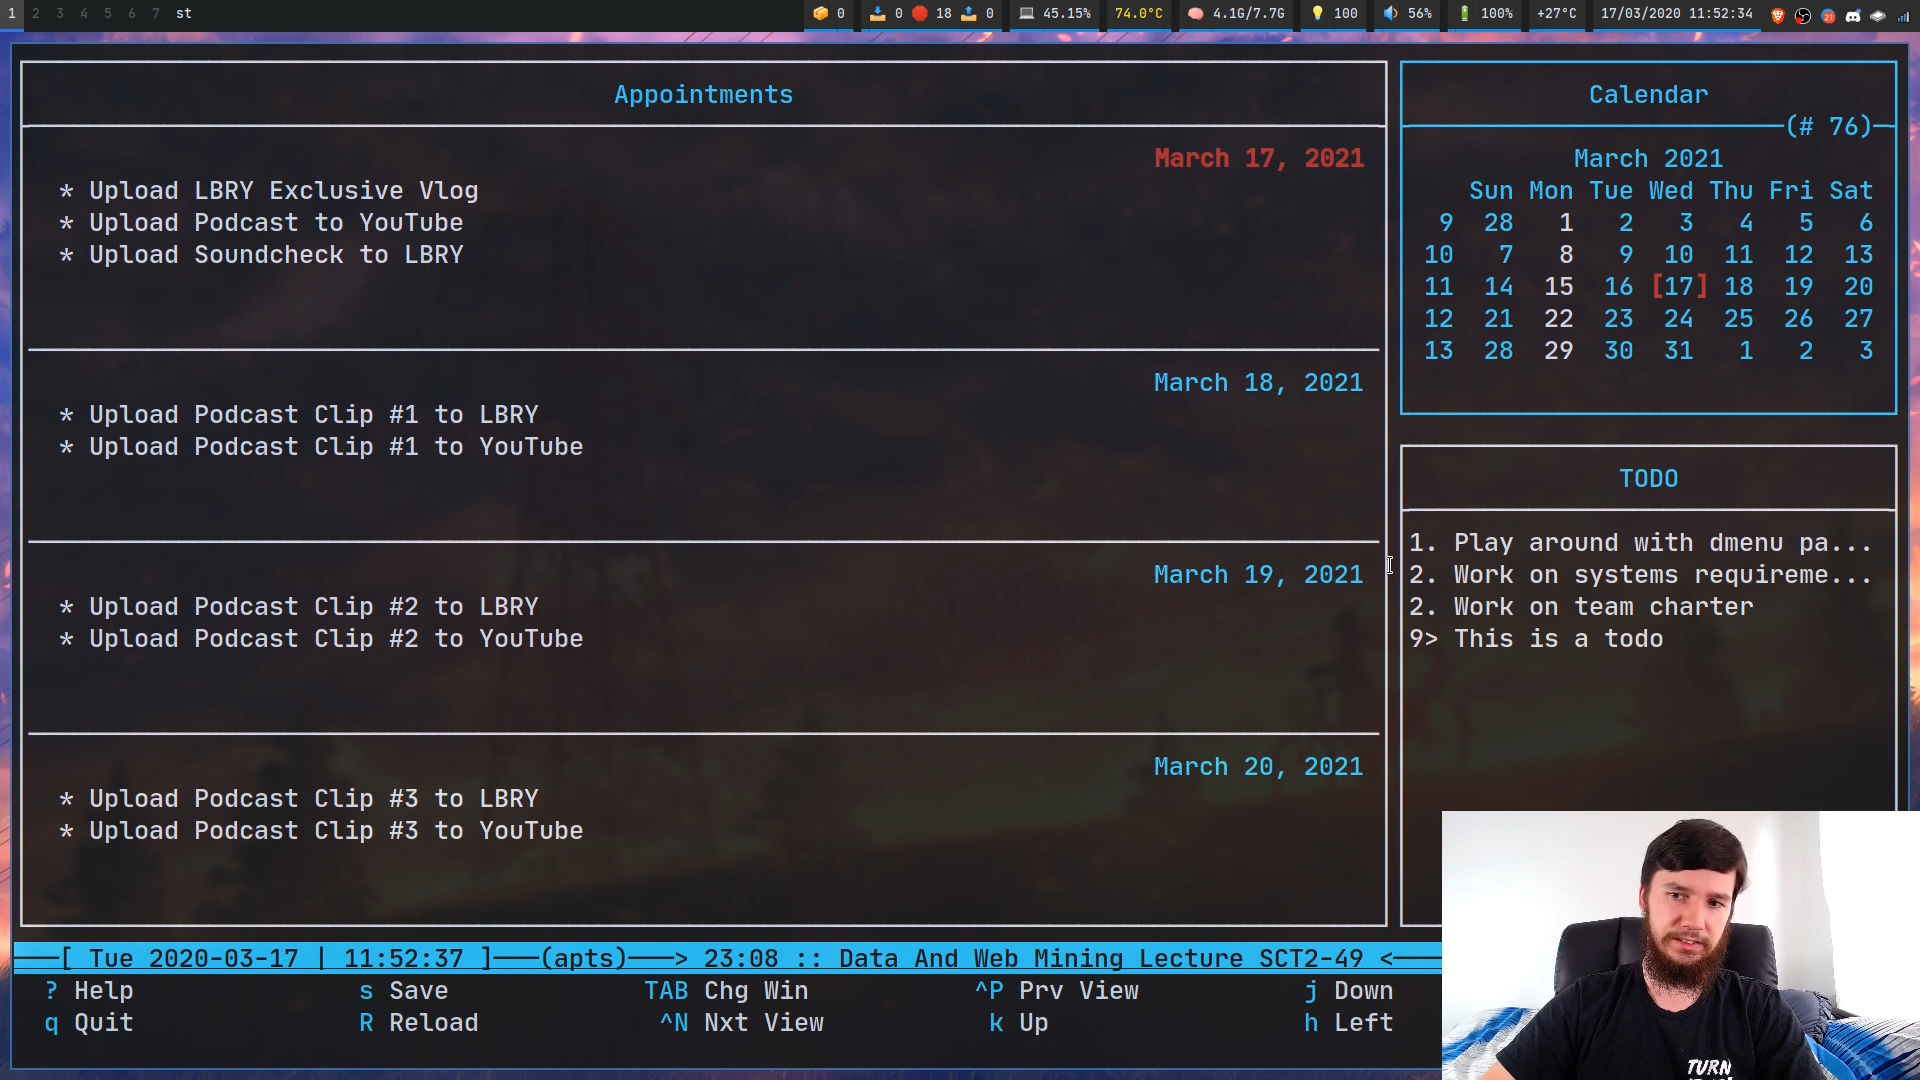 1 2 3 4 5 6 7 st 0 0 18 0 45.15% 74.0°C 4.1G/7.7G 100 56% 100% +27°C 17/03/2020 11:52:34 21
Appointments
March 17, 2021
* Upload LBRY Exclusive Vlog
* Upload Podcast to YouTube
* Upload Soundcheck to LBRY
March 18, 2021
* Upload Podcast Clip #1 to LBRY
* Upload Podcast Clip #1 to YouTube
March 19, 2021
* Upload Podcast Clip #2 to LBRY
* Upload Podcast Clip #2 to YouTube
March 20, 2021
* Upload Podcast Clip #3 to LBRY
* Upload Podcast Clip #3 to YouTube
Calendar
(# 76)
March 2021
Sun Mon Tue Wed Thu Fri Sat
9 28 1 2 3 4 5 6
10 7 8 9 10 11 12 13
11 14 15 16 [17] 18 19 20
12 21 22 23 24 25 26 27
13 28 29 30 31 1 2 3
TODO
1. Play around with dmenu pa...
2. Work on systems requireme...
2. Work on team charter
9> This is a todo
[ Tue 2020-03-17 | 11:52:37 ]——(apts)——> 23:08 :: Data And Web Mining Lecture SCT2-49 <
? Help s Save TAB Chg Win ^P Prv View j Down
q Quit R Reload ^N Nxt View k Up h Left
TURN